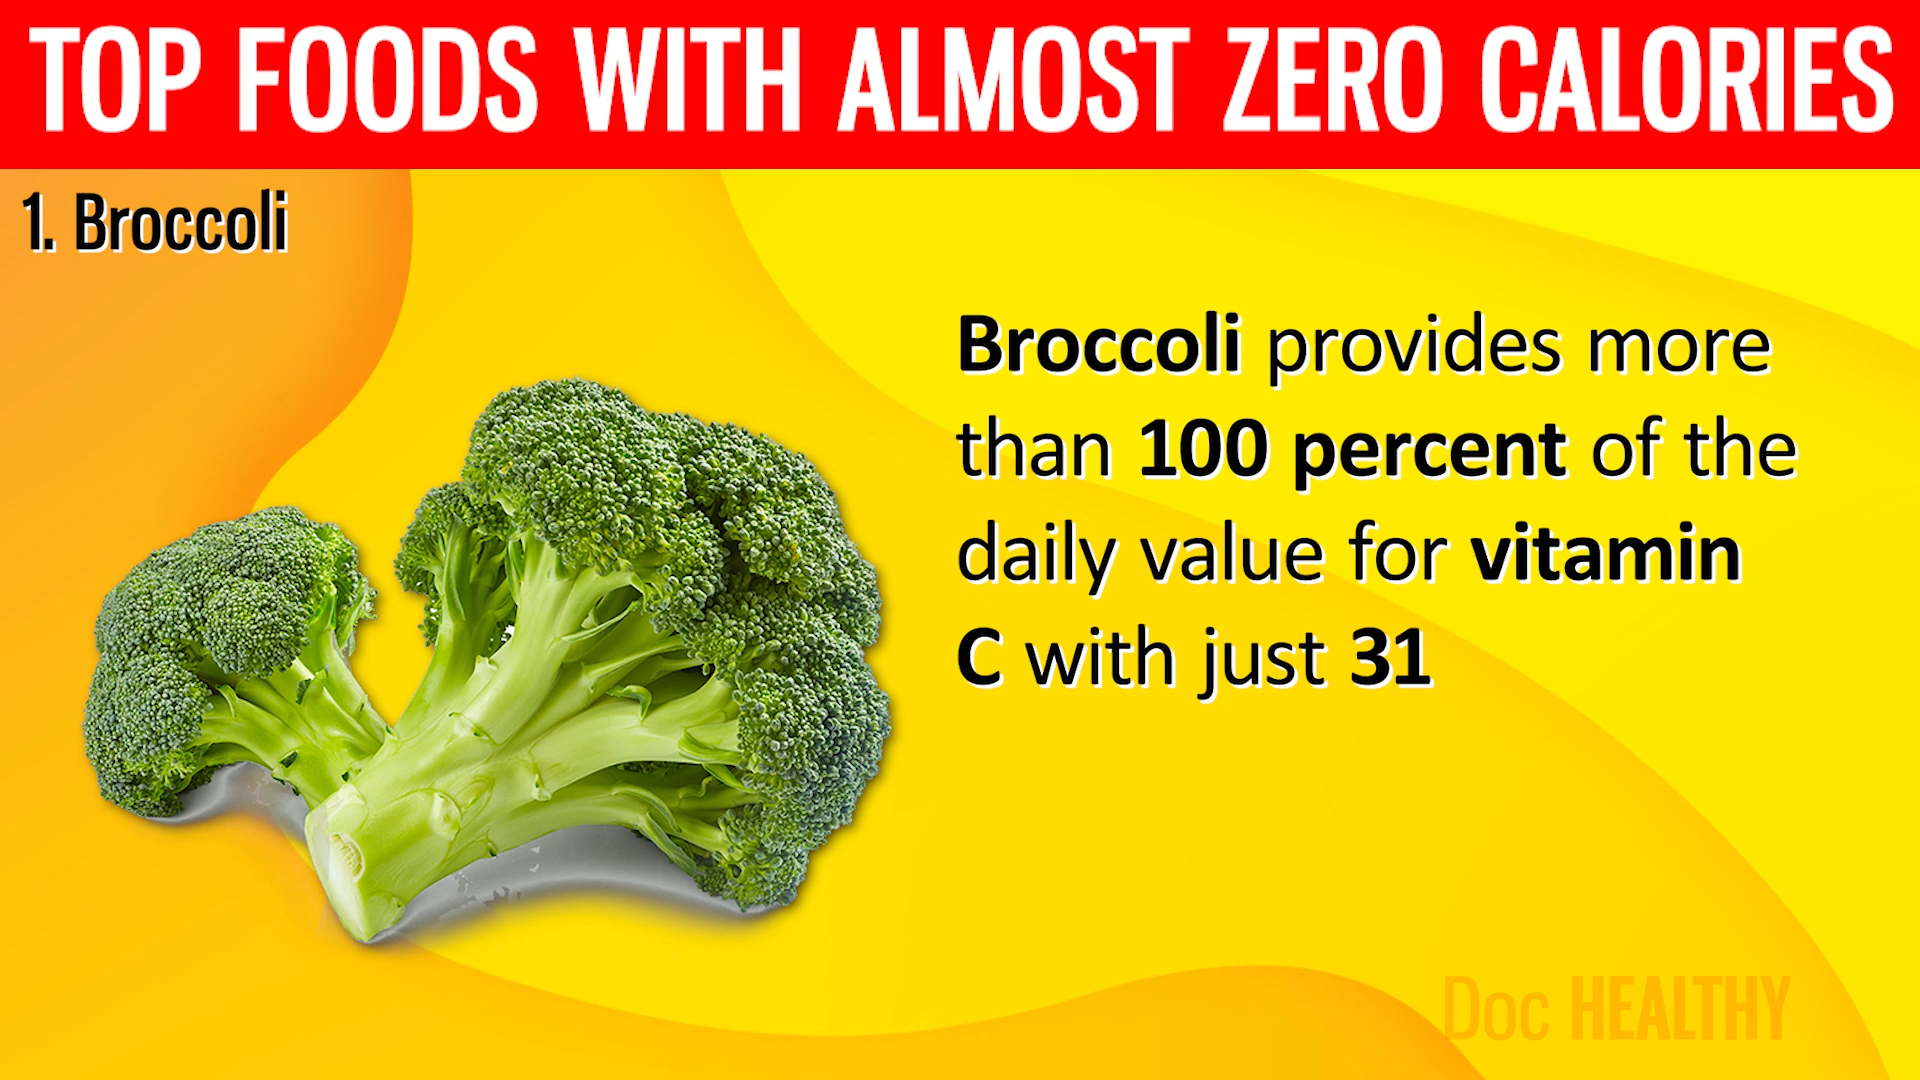 TOP FOODS WITH ALMOST ZERO CALORIES
1. Broccoli
Broccoli provides more
than 100 percent of the
daily value for vitamin
C with just 31
Doc HEALTHY